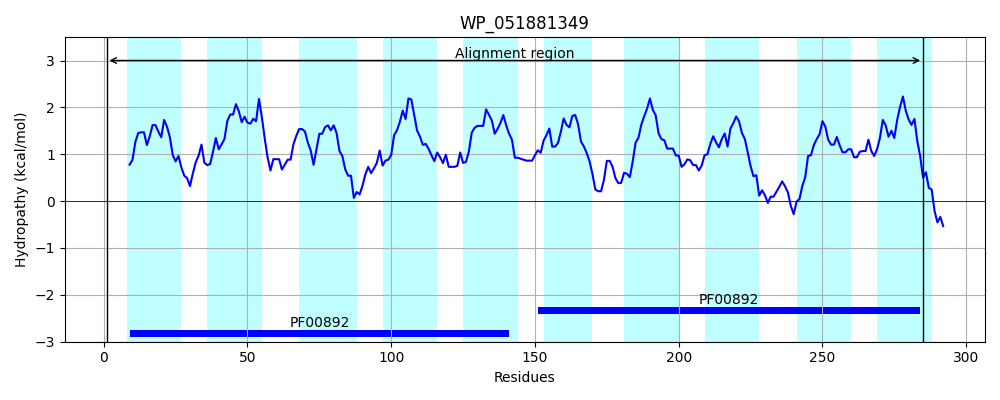 WP_051881349
Hydropathy (kcal/mol)
3
2
1
0
−1
−2
−3
Alignment region
PF00892
PF00892
0 50 100 150 200 250 300
Residues